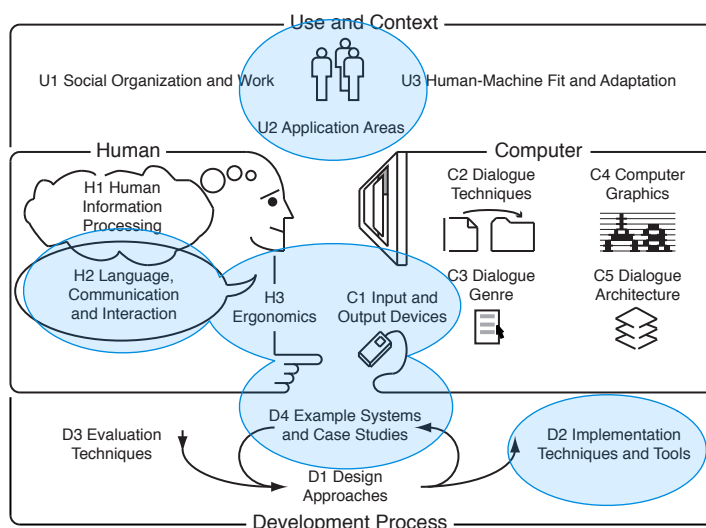 Use and Context
U1 Social Organization and Work
U3 Human-Machine Fit and Adaptation
U2 Application Areas
Human
Computer
H1 Human
Information
Processing
C2 Dialogue
Techniques
C4 Computer
Graphics
Aa
H2 Language,
Communication
and Interaction
H3
Ergonomics
C1 Input and
Output Devices
C3 Dialogue
Genre
C5 Dialogue
Architecture
D3 Evaluation
Techniques
D4 Example Systems
and Case Studies
D2 Implementation
Techniques and Tools
D1 Design
Approaches
Development Process